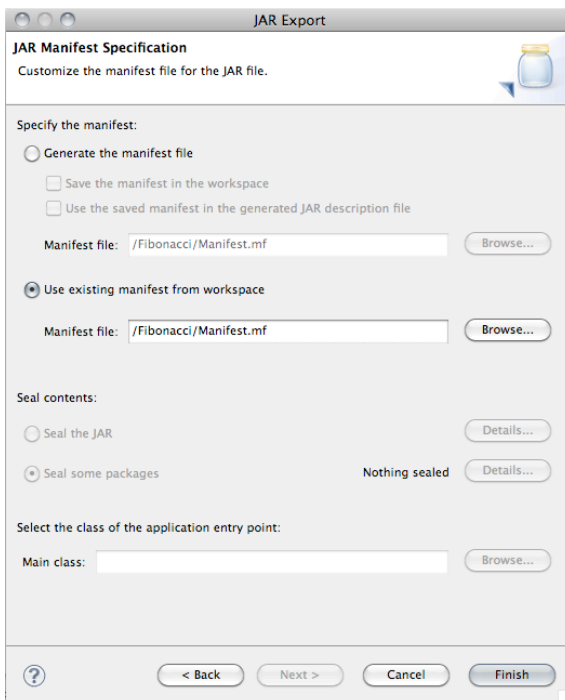 JAR Export
JAR Manifest Specification
Customize the manifest file for the JAR file.
Specify the manifest:
Generate the manifest file
Save the manifest in the workspace
Use the saved manifest in the generated JAR description file
Manifest file: /Fibonacci/Manifest.mf Browse...
Use existing manifest from workspace
Manifest file: /Fibonacci/Manifest.mf Browse...
Seal contents:
Seal the JAR Details...
Seal some packages Nothing sealed Details...
Select the class of the application entry point:
Main class: Browse...
? < Back Next > Cancel Finish